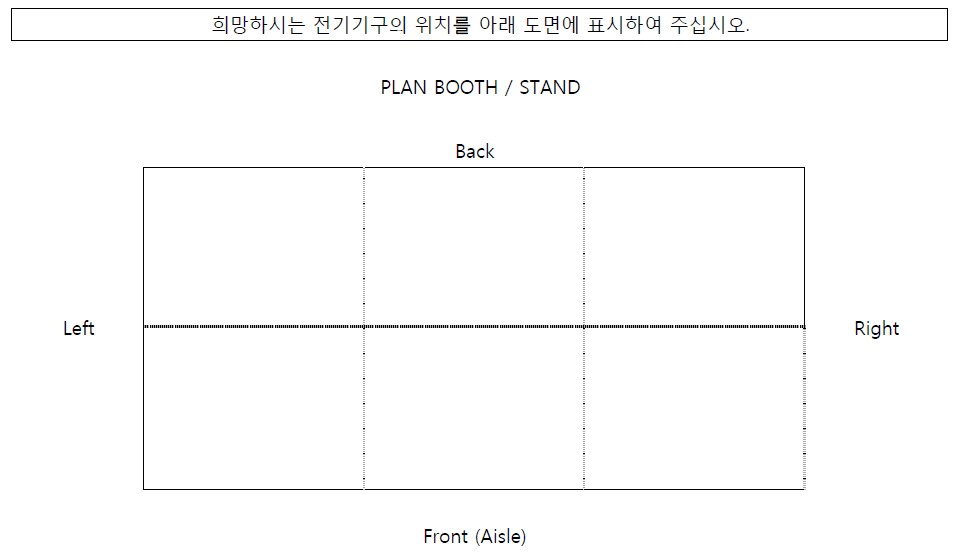 희망하시는 전기기구의 위치를 아래 도면에 표시하여 주십시오.
PLAN BOOTH / STAND
Back
Left
Right
Front (Aisle)